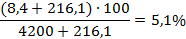 (8,4 + 216,1) · 100
4200 + 216,1
= 5,1%